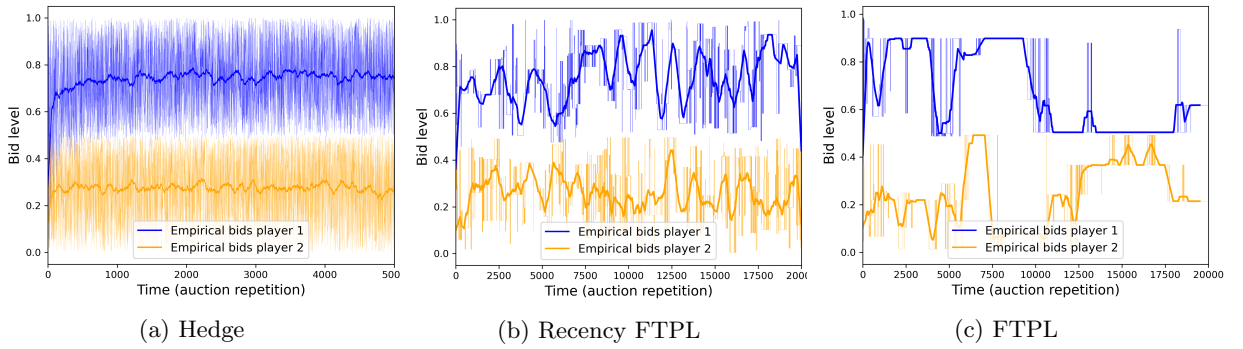 Bid level
1.0
0.8
0.6
0.4
0.2
0.0
Empirical bids player 1
Empirical bids player 2
0 1000 2000 3000 4000 500
Time (auction repetition)
(a) Hedge
Bid level
1.0
0.8
0.6
0.4
0.2
0.0
Empirical bids player 1
Empirical bids player 2
0 2500 5000 7500 10000 12500 15000 17500 2000
Time (auction repetition)
(b) Recency FTPL
Bid level
1.0
0.8
0.6
0.4
0.2
0.0
Empirical bids player 1
Empirical bids player 2
0 2500 5000 7500 10000 12500 15000 17500 20000
Time (auction repetition)
(c) FTPL